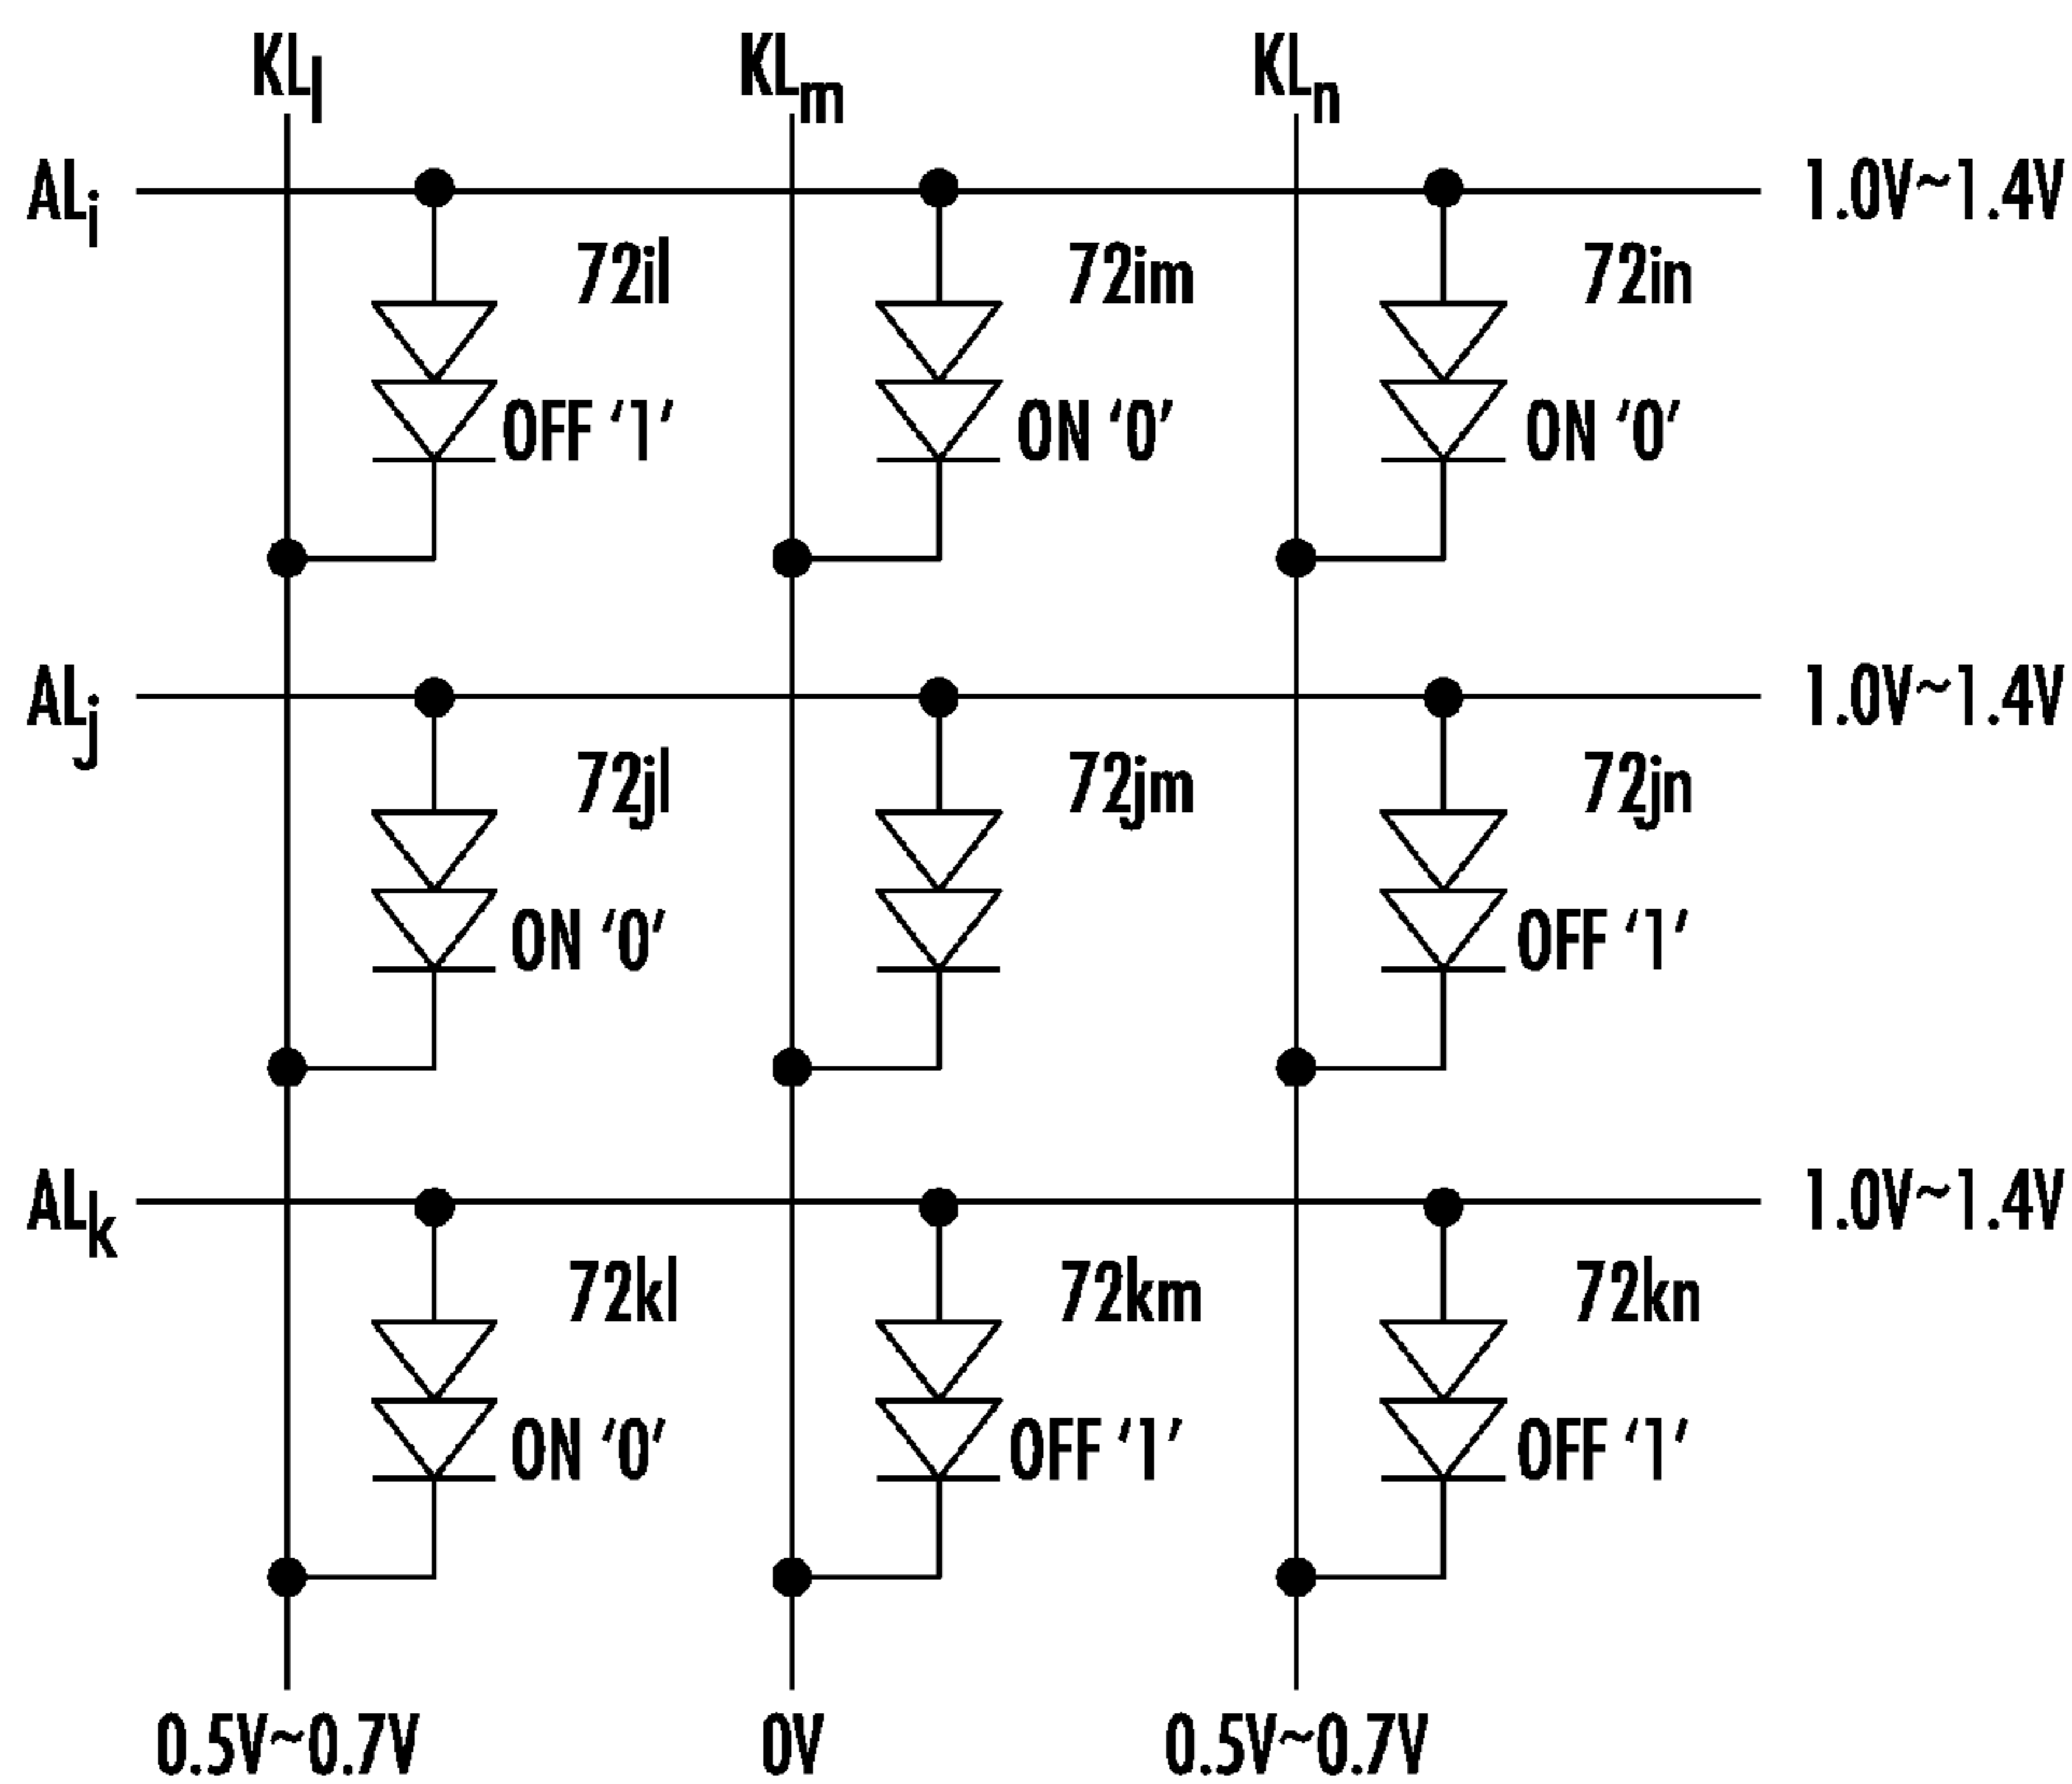 KLl KLm KLn
ALi 1.0V~1.4V
72il 72im 72in
OFF ‘1’ ON ‘0’ ON ‘0’
ALj 1.0V~1.4V
72jl 72jm 72jn
ON ‘0’ OFF ‘1’
ALk 1.0V~1.4V
72kl 72km 72kn
ON ‘0’ OFF ‘1’ OFF ‘1’
0.5V~0.7V 0V 0.5V~0.7V